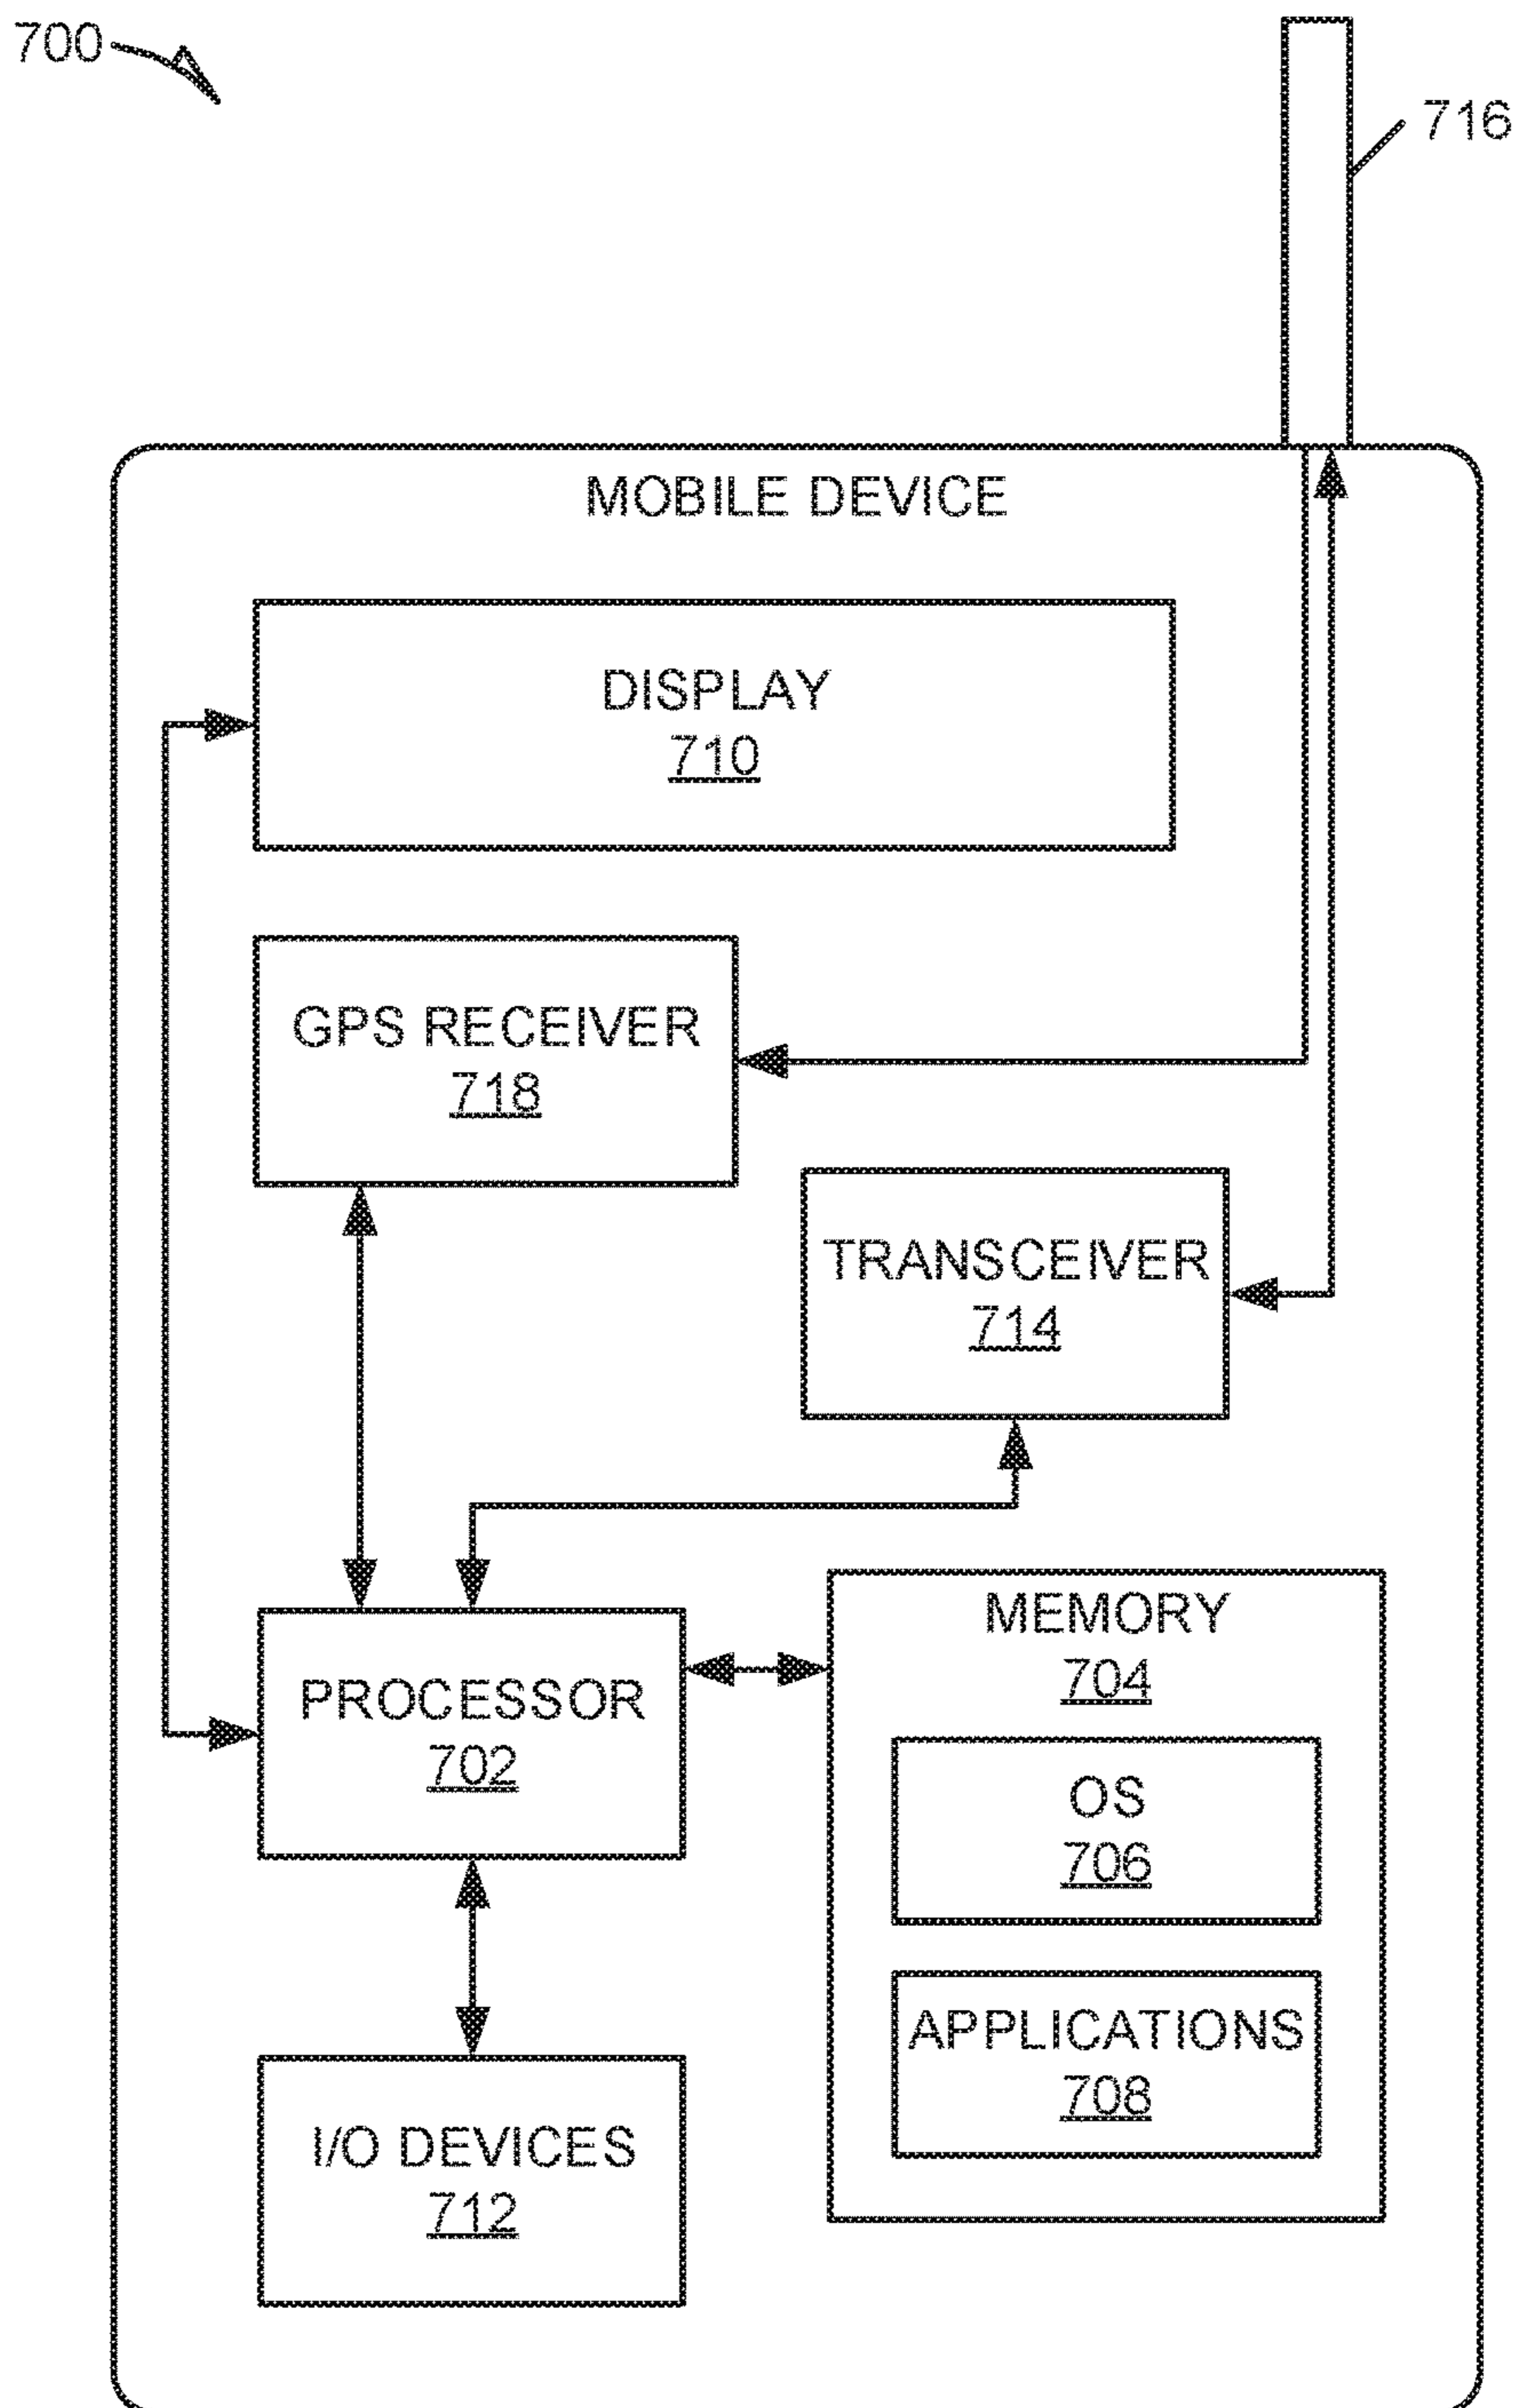 700
716
MOBILE DEVICE
DISPLAY
710
GPS RECEIVER
718
TRANSCEIVER
714
MEMORY
704
PROCESSOR
702
OS
706
APPLICATIONS
708
I/O DEVICES
712